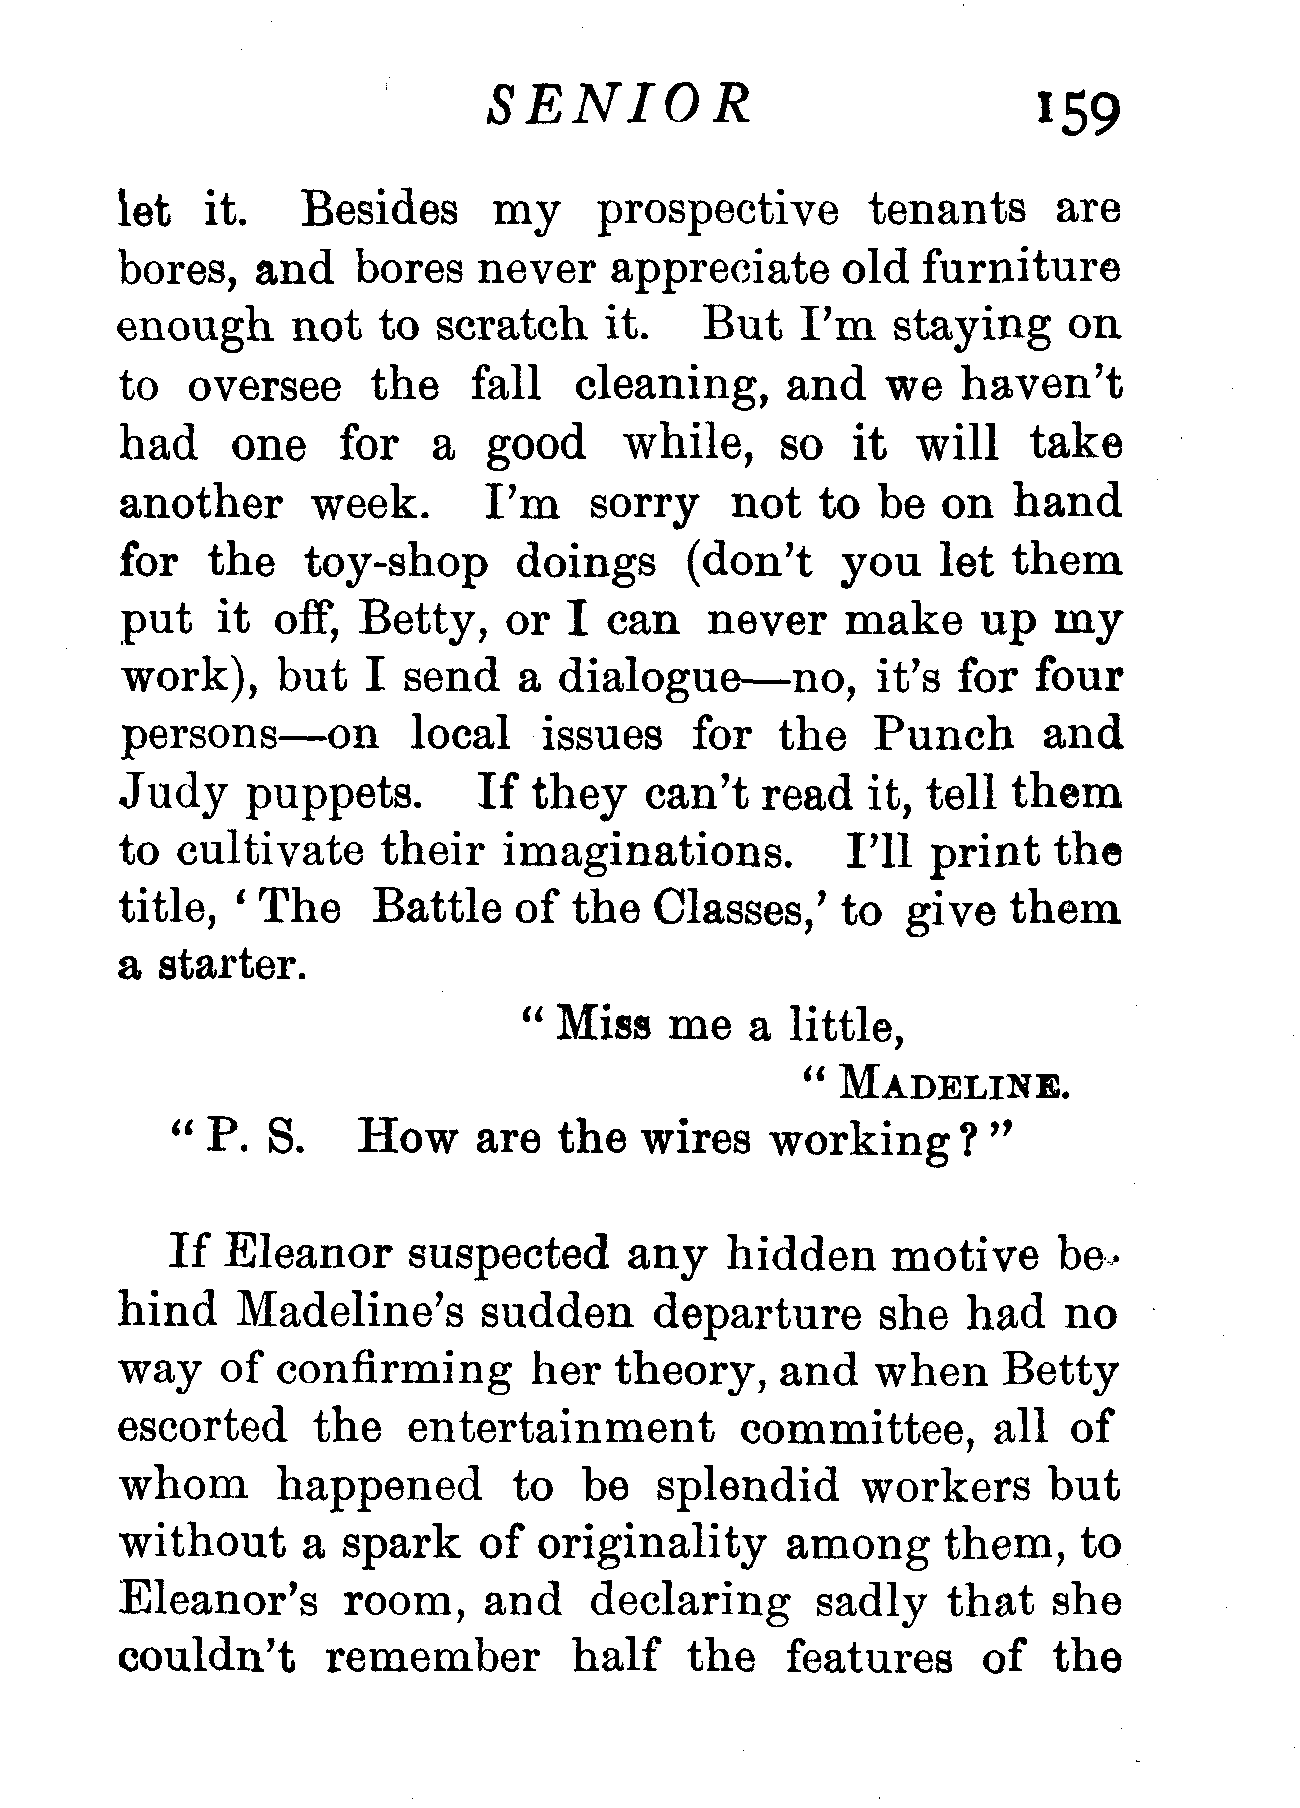 SENIOR 159
let it. Besides my prospective tenants are
bores, and bores never appreciate old furniture
enough not to scratch it. But I'm staying on
to oversee the fall cleaning, and we haven't
had one for a good while, so it will take
another week. I'm sorry not to be on hand
for the toy-shop doings (don't you let them
put it off, Betty, or I can never make up my
work), but I send a dialogue—no, it's for four
persons—on local issues for the Punch and
Judy puppets. If they can't read it, tell them
to cultivate their imaginations. I'll print the
title, ‘The Battle of the Classes,’ to give them
a starter.
“Miss me a little,
“MADELINE.
“P. S. How are the wires working?”
If Eleanor suspected any hidden motive be-
hind Madeline's sudden departure she had no
way of confirming her theory, and when Betty
escorted the entertainment committee, all of
whom happened to be splendid workers but
without a spark of originality among them, to
Eleanor's room, and declaring sadly that she
couldn't remember half the features of the